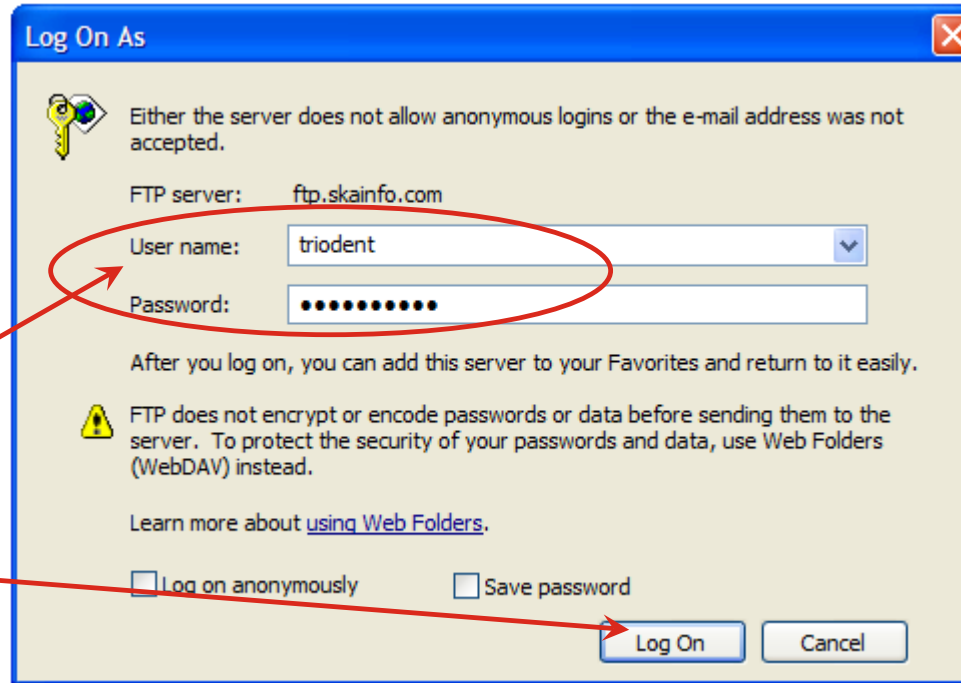 Log On As
Either the server does not allow anonymous logins or the e-mail address was not
accepted.
FTP server: ftp.skainfo.com
User name: triodent
Password: ●●●●●●●●●●
After you log on, you can add this server to your Favorites and return to it easily.
FTP does not encrypt or encode passwords or data before sending them to the
server. To protect the security of your passwords and data, use Web Folders
(WebDAV) instead.
Learn more about using Web Folders.
Log on anonymously Save password
Log On Cancel